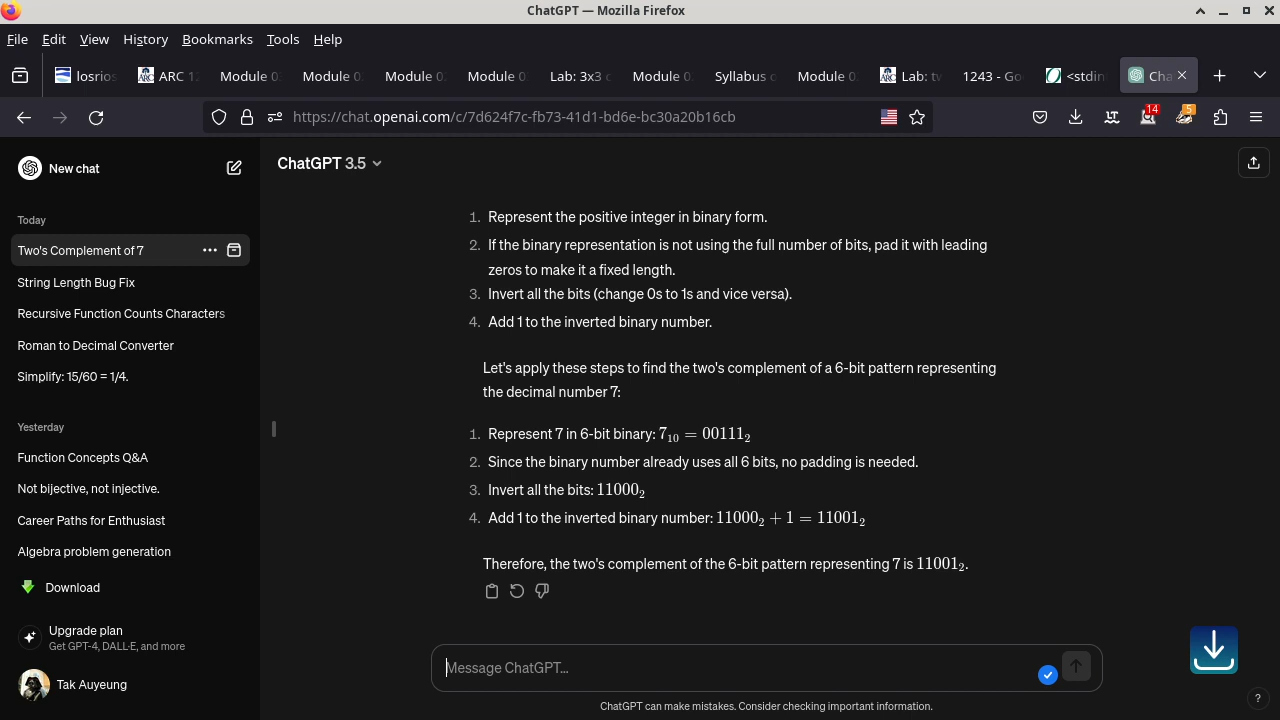 ChatGPT — Mozilla Firefox
File Edit View History Bookmarks Tools Help
losrios ARC 12 Module 0 Module 0 Module 0 Module 0 Lab: 3x3 c Module 0 Syllabus c Module 0 Lab: tw 1243 - Go <stdin Cha
https://chat.openai.com/c/7d624f7c-fb73-41d1-bd6e-bc30a20b16cb 14 5
New chat
ChatGPT 3.5
Today
Two's Complement of 7
String Length Bug Fix
Recursive Function Counts Characters
Roman to Decimal Converter
Simplify: 15/60 = 1/4.
Yesterday
Function Concepts Q&A
Not bijective, not injective.
Career Paths for Enthusiast
Algebra problem generation
Download
Upgrade plan
Get GPT-4, DALL·E, and more
Tak Auyeung
1. Represent the positive integer in binary form.
2. If the binary representation is not using the full number of bits, pad it with leading
zeros to make it a fixed length.
3. Invert all the bits (change 0s to 1s and vice versa).
4. Add 1 to the inverted binary number.
Let's apply these steps to find the two's complement of a 6-bit pattern representing
the decimal number 7:
1. Represent 7 in 6-bit binary: 7₁₀ = 00111₂
2. Since the binary number already uses all 6 bits, no padding is needed.
3. Invert all the bits: 11000₂
4. Add 1 to the inverted binary number: 11000₂ + 1 = 11001₂
Therefore, the two's complement of the 6-bit pattern representing 7 is 11001₂.
Message ChatGPT...
ChatGPT can make mistakes. Consider checking important information.
?